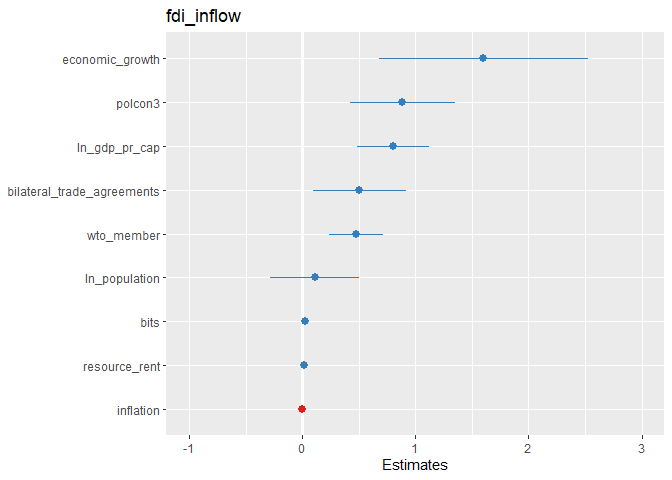 fdi_inflow
economic_growth
polcon3
ln_gdp_pr_cap
bilateral_trade_agreements
wto_member
ln_population
bits
resource_rent
inflation
-1 0 1 2 3
Estimates